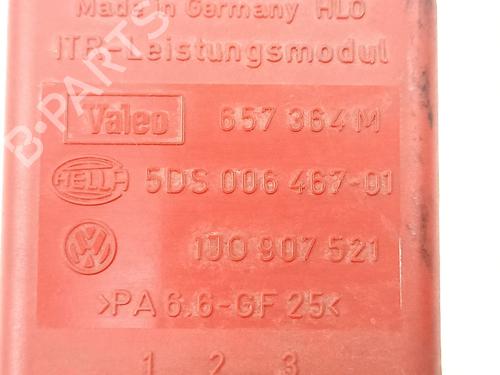 Made in Germany HLO
ITR-Leistungsmodul
Valeo 657 364 M
HELLA 5DS 006 467-01
VW 1J0 907 521
>PA 6.6-GF 25<
1 2 3
B-PARTS